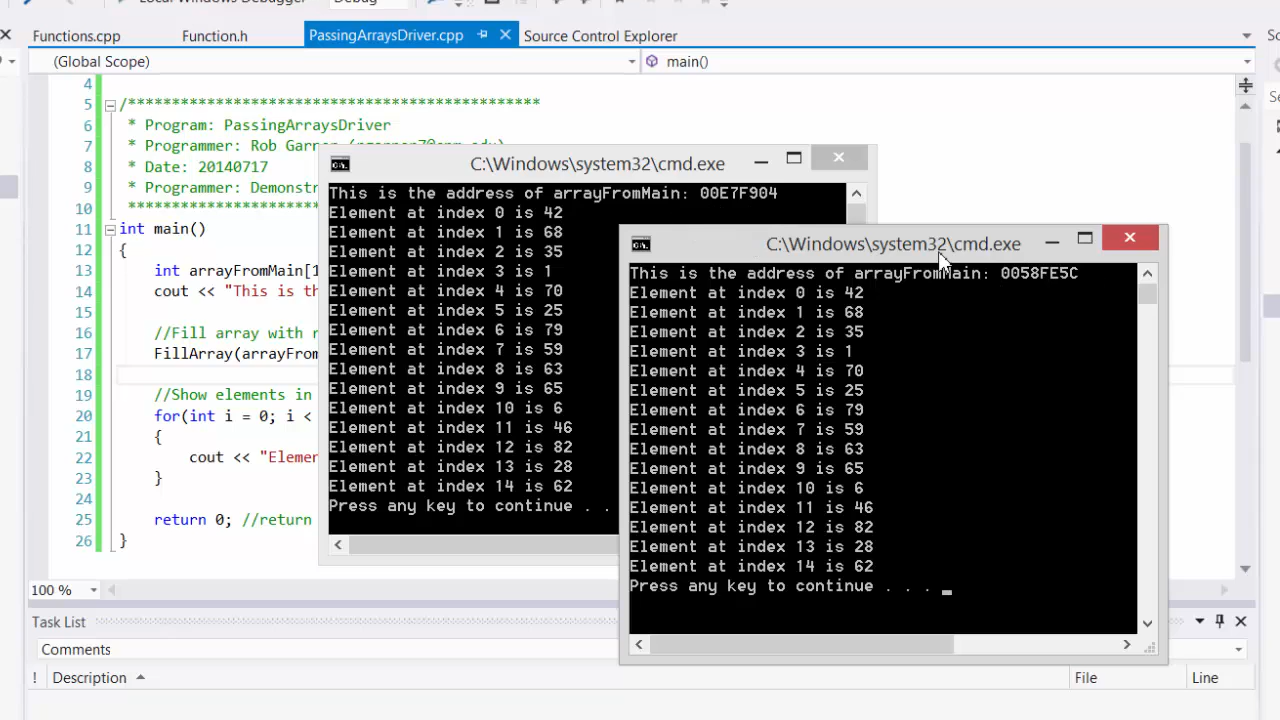 Local Windows Debugger Debug
Functions.cpp Function.h PassingArraysDriver.cpp Source Control Explorer
(Global Scope) main()
4
5 /***********************************************
6 * Program: PassingArraysDriver
7 * Programmer: Rob
8 * Date: 20140717
9 * Programmer:
10
11 int main()
12 {
13 int
14 cout << "This is
15
16 //Fill array with
17
18
19 //Show elements in
20 for(int i = 0; i <
21 {
22 cout <<
23 }
24
25 return 0; //return
26 }
C:\Windows\system32\cmd.exe
This is the address of arrayFromMain: 00E7F904
Element at index 0 is 42
Element at index 1 is 68
Element at index 2 is 35
Element at index 3 is 1
Element at index 4 is 70
Element at index 5 is 25
Element at index 6 is 79
Element at index 7 is 59
Element at index 8 is 63
Element at index 9 is 65
Element at index 10 is 6
Element at index 11 is 46
Element at index 12 is 82
Element at index 13 is 28
Element at index 14 is 62
Press any key to continue . .
C:\Windows\system32\cmd.exe
This is the address of arrayFromMain: 0058FE5C
Element at index 0 is 42
Element at index 1 is 68
Element at index 2 is 35
Element at index 3 is 1
Element at index 4 is 70
Element at index 5 is 25
Element at index 6 is 79
Element at index 7 is 59
Element at index 8 is 63
Element at index 9 is 65
Element at index 10 is 6
Element at index 11 is 46
Element at index 12 is 82
Element at index 13 is 28
Element at index 14 is 62
Press any key to continue . . . _
100 %
Task List
Comments
! Description File Line